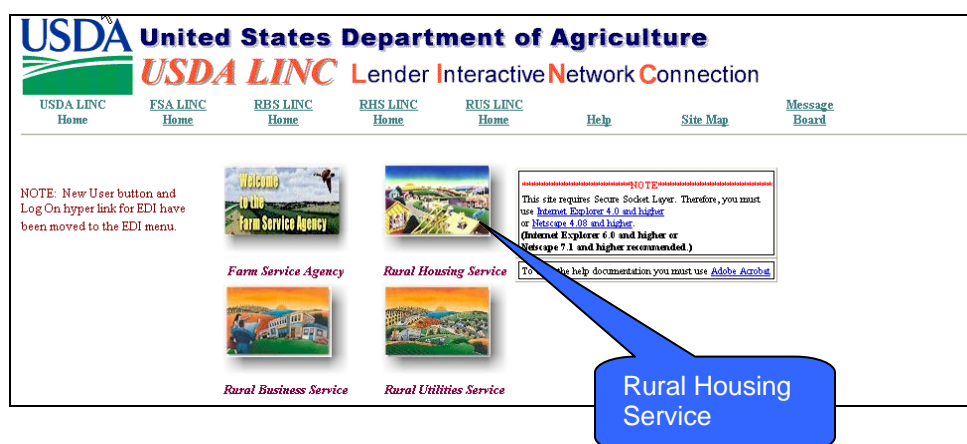 USDA United States Department of Agriculture
USDA LINC Lender Interactive Network Connection
USDA LINC Home
FSA LINC Home
RBS LINC Home
RHS LINC Home
RUS LINC Home
Help
Site Map
Message Board
NOTE: New User button and
Log On hyper link for EDI have
been moved to the EDI menu.
Welcome
to the
Farm Service Agency
Farm Service Agency
Rural Housing Service
NOTE
This site requires Secure Socket Layer. Therefore, you must
use Internet Explorer 4.0 and higher
or Netscape 4.08 and higher.
(Internet Explorer 6.0 and higher or
Netscape 7.1 and higher recommended.)
To the help documentation you must use Adobe Acrobat
Rural Business Service
Rural Utilities Service
Rural Housing
Service